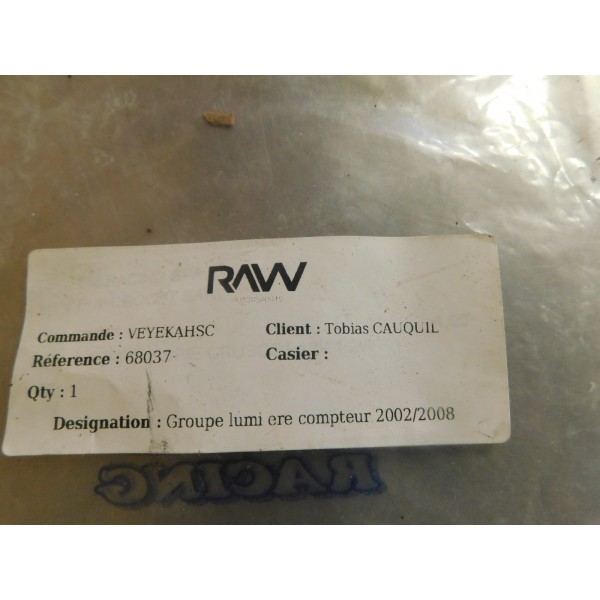 RAW
Commande : VEYEKAHSC Client : Tobias CAUQUIL
Réference : 68037- Casier :
Qty : 1
Designation : Groupe lumi ere compteur 2002/2008
RACING